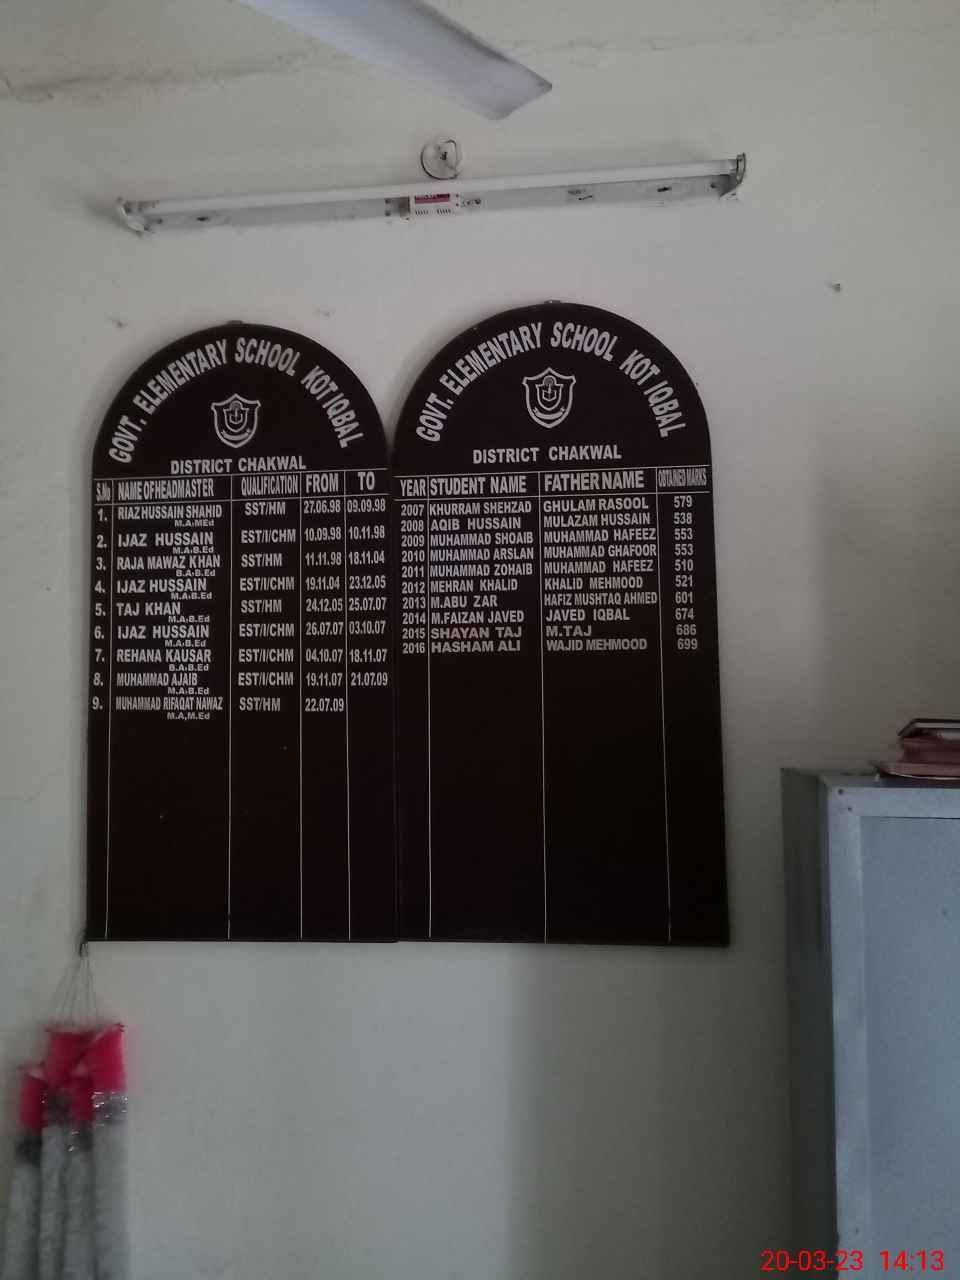 GOVT. ELEMENTARY SCHOOL KOT IQBAL
DISTRICT CHAKWAL
S.No NAME OF HEADMASTER QUALIFICATION FROM TO
1. RIAZ HUSSAIN SHAHID SST/HM 27.06.98 09.09.98
M.A.MEd
2. IJAZ HUSSAIN EST/I/CHM 10.09.98 10.11.98
M.A.B.Ed
3. RAJA MAWAZ KHAN SST/HM 11.11.98 18.11.04
B.A.B.Ed
4. IJAZ HUSSAIN EST/I/CHM 19.11.04 23.12.05
M.A.B.Ed
5. TAJ KHAN SST/HM 24.12.05 25.07.07
M.A.B.Ed
6. IJAZ HUSSAIN EST/I/CHM 26.07.07 03.10.07
M.A.B.Ed
7. REHANA KAUSAR EST/I/CHM 04.10.07 18.11.07
B.A.B.Ed
8. MUHAMMAD AJAIB EST/I/CHM 19.11.07 21.07.09
M.A.B.Ed
9. MUHAMMAD RIFAQAT NAWAZ SST/HM 22.07.09
M.A,M.Ed
GOVT. ELEMENTARY SCHOOL KOT IQBAL
DISTRICT CHAKWAL
YEAR STUDENT NAME FATHER NAME OBTAINED MARKS
2007 KHURRAM SHEHZAD GHULAM RASOOL 579
2008 AQIB HUSSAIN MULAZAM HUSSAIN 538
2009 MUHAMMAD SHOAIB MUHAMMAD HAFEEZ 553
2010 MUHAMMAD ARSLAN MUHAMMAD GHAFOOR 553
2011 MUHAMMAD ZOHAIB MUHAMMAD HAFEEZ 510
2012 MEHRAN KHALID KHALID MEHMOOD 521
2013 M.ABU ZAR HAFIZ MUSHTAQ AHMED 601
2014 M.FAIZAN JAVED JAVED IQBAL 674
2015 SHAYAN TAJ M.TAJ 686
2016 HASHAM ALI WAJID MEHMOOD 699
20-03-23 14:13